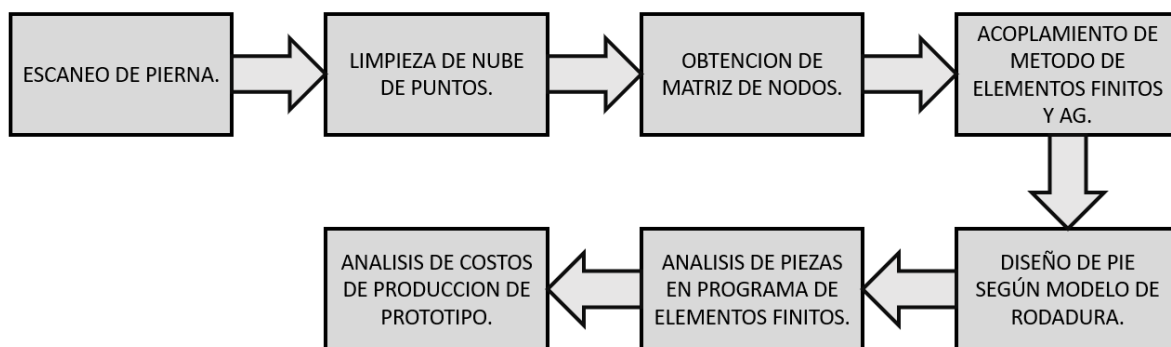 ESCANEO DE PIERNA.
LIMPIEZA DE NUBE
DE PUNTOS.
OBTENCION DE
MATRIZ DE NODOS.
ACOPLAMIENTO DE
METODO DE
ELEMENTOS FINITOS
Y AG.
DISEÑO DE PIE
SEGÚN MODELO DE
RODADURA.
ANALISIS DE PIEZAS
EN PROGRAMA DE
ELEMENTOS FINITOS.
ANALISIS DE COSTOS
DE PRODUCCION DE
PROTOTIPO.